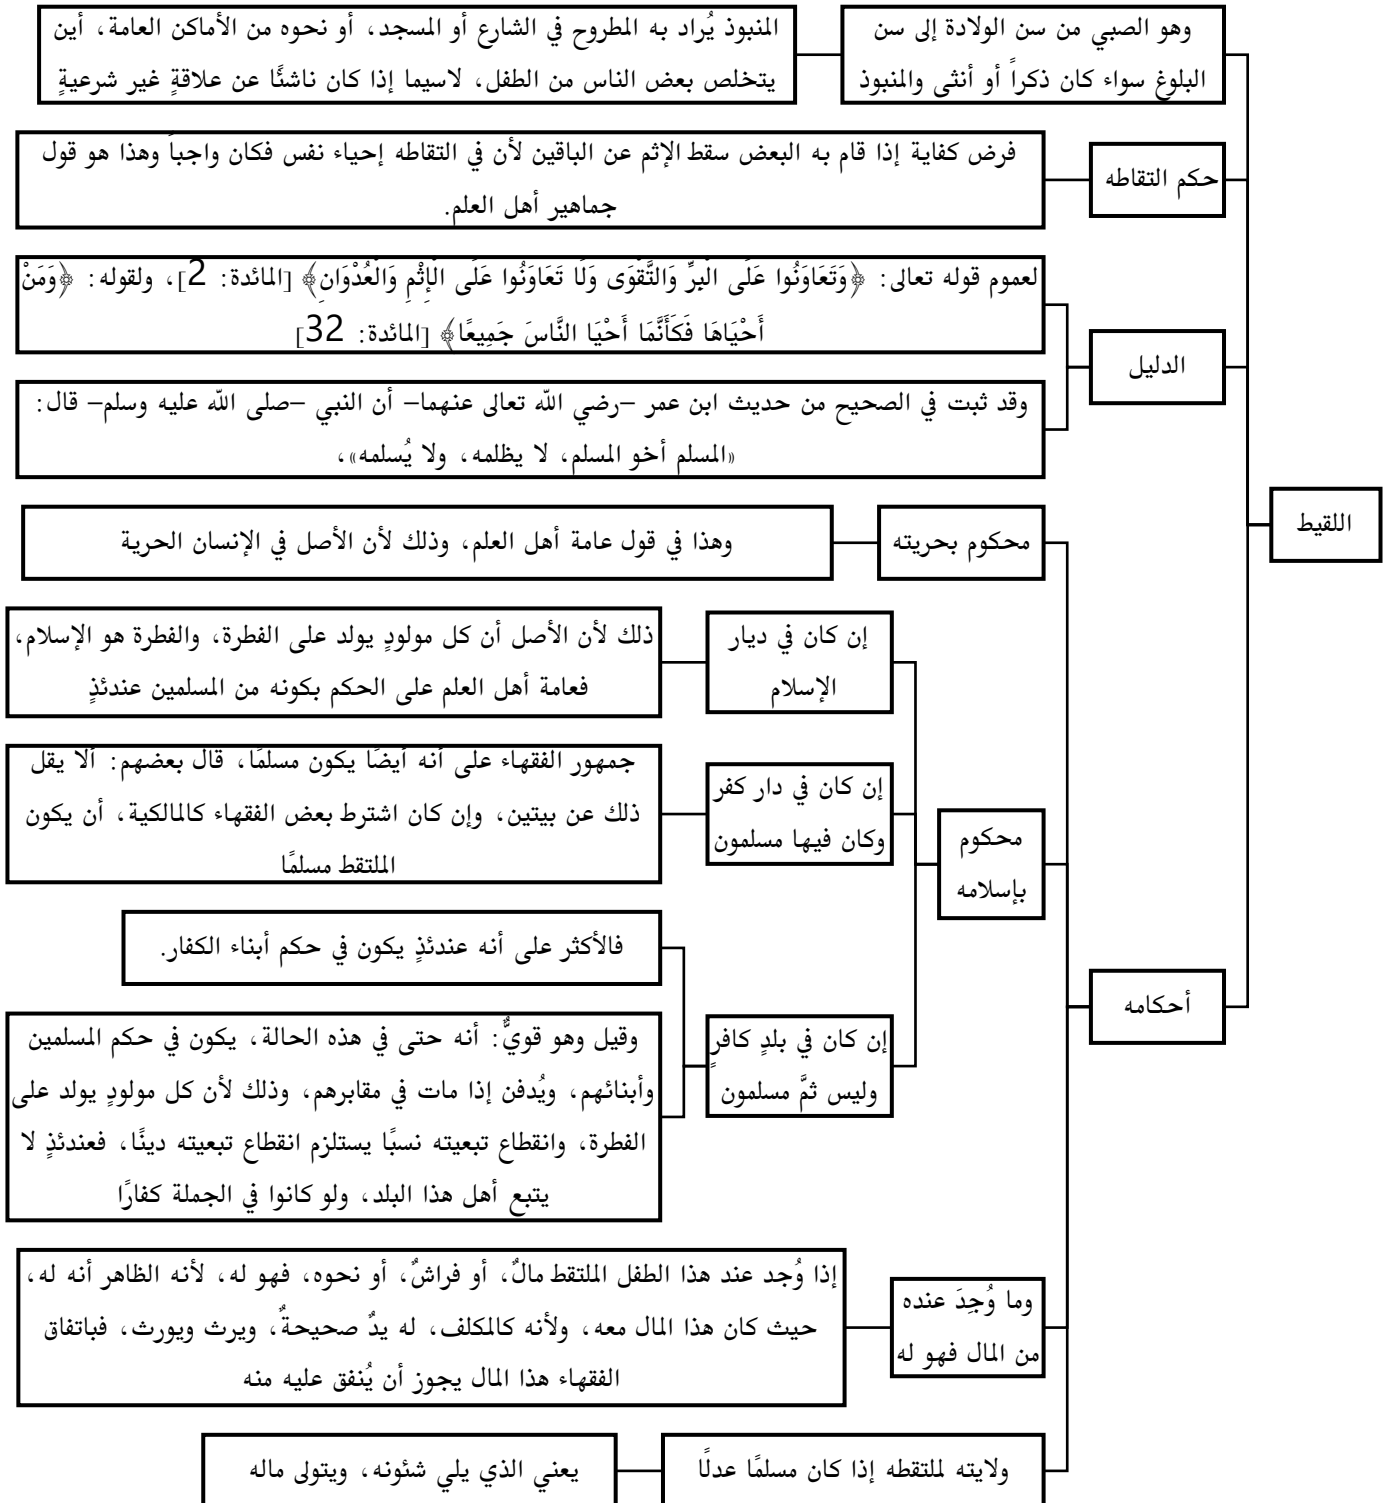 اللقيط
وهو الصبي من سن الولادة إلى سن
البلوغ سواء كان ذكراً أو أنثى والمنبوذ
المنبوذ يُراد به المطروح في الشارع أو المسجد، أو نحوه من الأماكن العامة، أين
يتخلص بعض الناس من الطفل، لاسيما إذا كان ناشئًا عن علاقةٍ غير شرعيةٍ
حكم التقاطه
فرض كفاية إذا قام به البعض سقط الإثم عن الباقين لأن في التقاطه إحياء نفس فكان واجباً وهذا هو قول
جماهير أهل العلم.
الدليل
لعموم قوله تعالى: ﴿وَتَعَاوَنُوا عَلَى الْبِرِّ وَالتَّقْوَى وَلَا تَعَاوَنُوا عَلَى الْإِثْمِ وَالْعُدْوَانِ﴾ [المائدة: 2]، ولقوله: ﴿وَمَنْ
أَحْيَاهَا فَكَأَنَّمَا أَحْيَا النَّاسَ جَمِيعًا﴾ [المائدة: 32]
وقد ثبت في الصحيح من حديث ابن عمر –رضي الله تعالى عنهما– أن النبي –صلى الله عليه وسلم– قال:
«المسلم أخو المسلم، لا يظلمه، ولا يُسلمه»،
أحكامه
محكوم بحريته
وهذا في قول عامة أهل العلم، وذلك لأن الأصل في الإنسان الحرية
محكوم
بإسلامه
إن كان في ديار
الإسلام
ذلك لأن الأصل أن كل مولودٍ يولد على الفطرة، والفطرة هو الإسلام،
فعامة أهل العلم على الحكم بكونه من المسلمين عندئذٍ
إن كان في دار كفر
وكان فيها مسلمون
جمهور الفقهاء على أنه أيضًا يكون مسلمًا، قال بعضهم: ألا يقل
ذلك عن بيتين، وإن كان اشترط بعض الفقهاء كالمالكية، أن يكون
الملتقط مسلمًا
إن كان في بلدٍ كافرٍ
وليس ثمَّ مسلمون
فالأكثر على أنه عندئذٍ يكون في حكم أبناء الكفار.
وقيل وهو قويٌّ: أنه حتى في هذه الحالة، يكون في حكم المسلمين
وأبنائهم، ويُدفن إذا مات في مقابرهم، وذلك لأن كل مولودٍ يولد على
الفطرة، وانقطاع تبعيته نسبًا يستلزم انقطاع تبعيته دينًا، فعندئذٍ لا
يتبع أهل هذا البلد، ولو كانوا في الجملة كفارًا
وما وُجِدَ عنده
من المال فهو له
إذا وُجد عند هذا الطفل الملتقط مالٌ، أو فراشٌ، أو نحوه، فهو له، لأنه الظاهر أنه له،
حيث كان هذا المال معه، ولأنه كالمكلف، له يدٌ صحيحةٌ، ويرث ويورث، فباتفاق
الفقهاء هذا المال يجوز أن يُنفق عليه منه
ولايته لملتقطه إذا كان مسلمًا عدلًا
يعني الذي يلي شئونه، ويتولى ماله